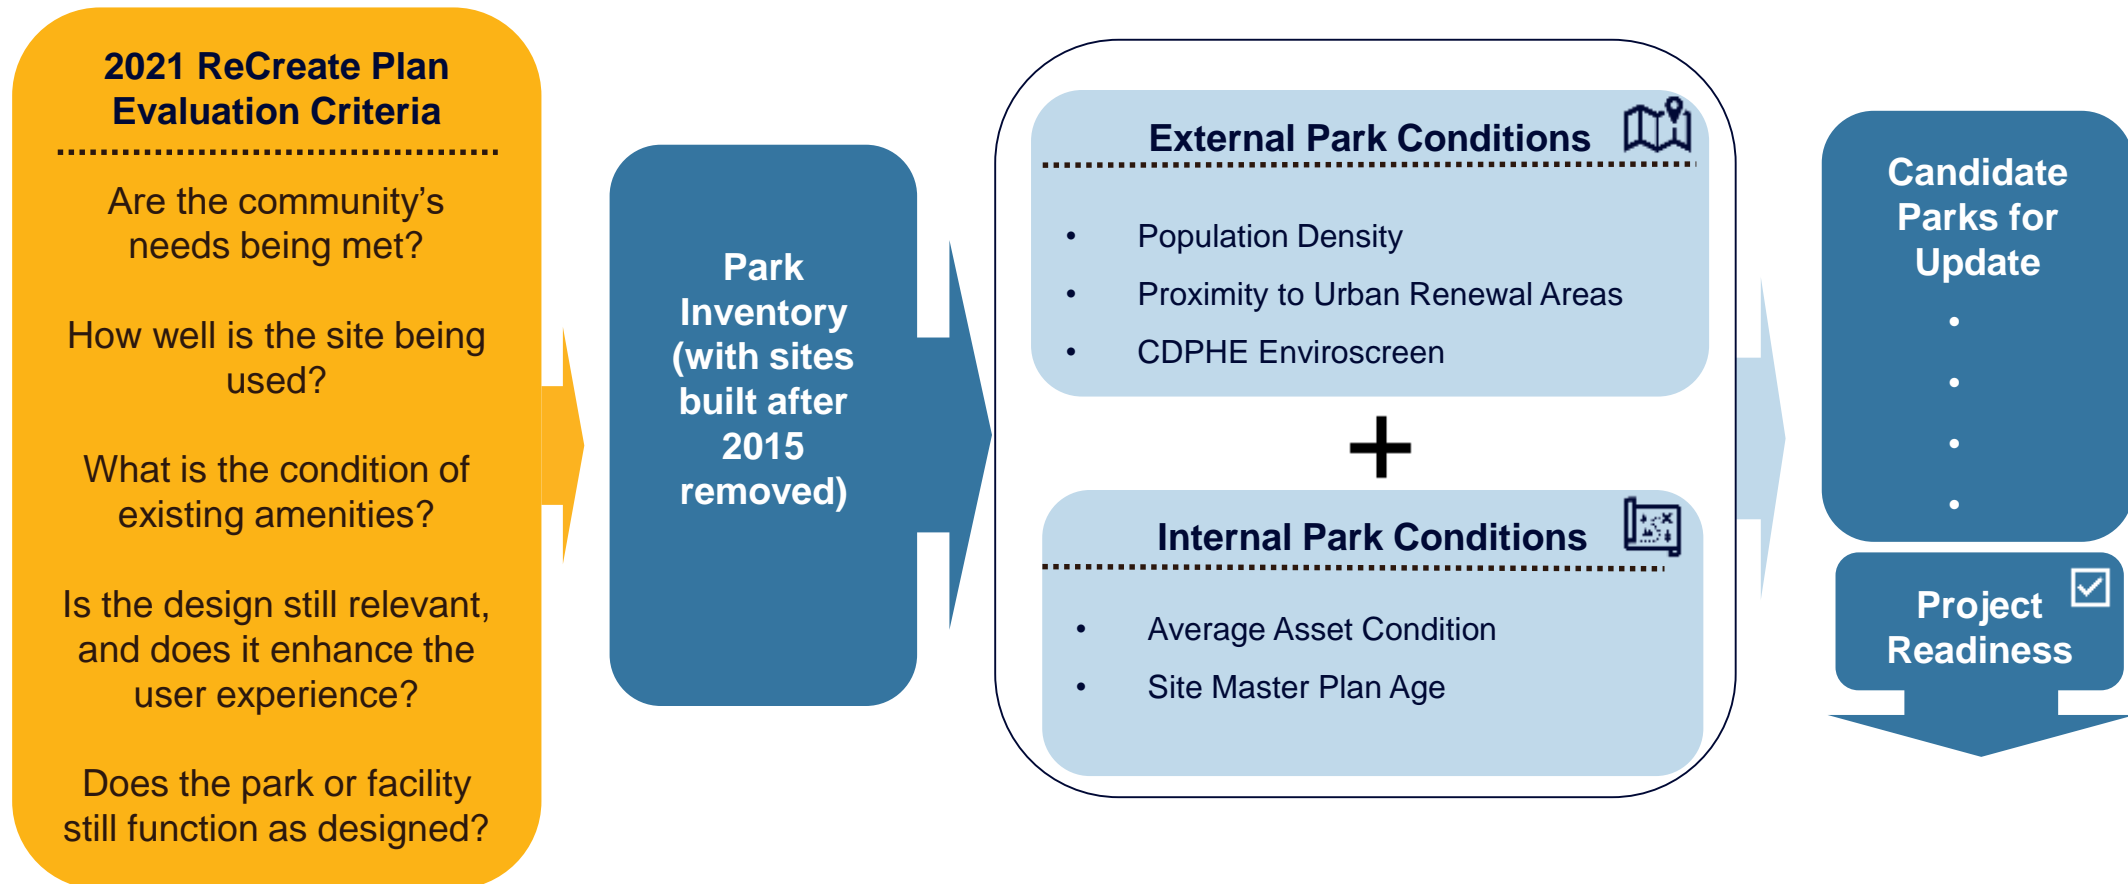 2021 ReCreate Plan
Evaluation Criteria
Are the community’s
needs being met?
How well is the site being
used?
What is the condition of
existing amenities?
Is the design still relevant,
and does it enhance the
user experience?
Does the park or facility
still function as designed?
Park
Inventory
(with sites
built after
2015
removed)
External Park Conditions
• Population Density
• Proximity to Urban Renewal Areas
• CDPHE Enviroscreen
+
Internal Park Conditions
• Average Asset Condition
• Site Master Plan Age
Candidate
Parks for
Update
•
•
•
•
Project
Readiness